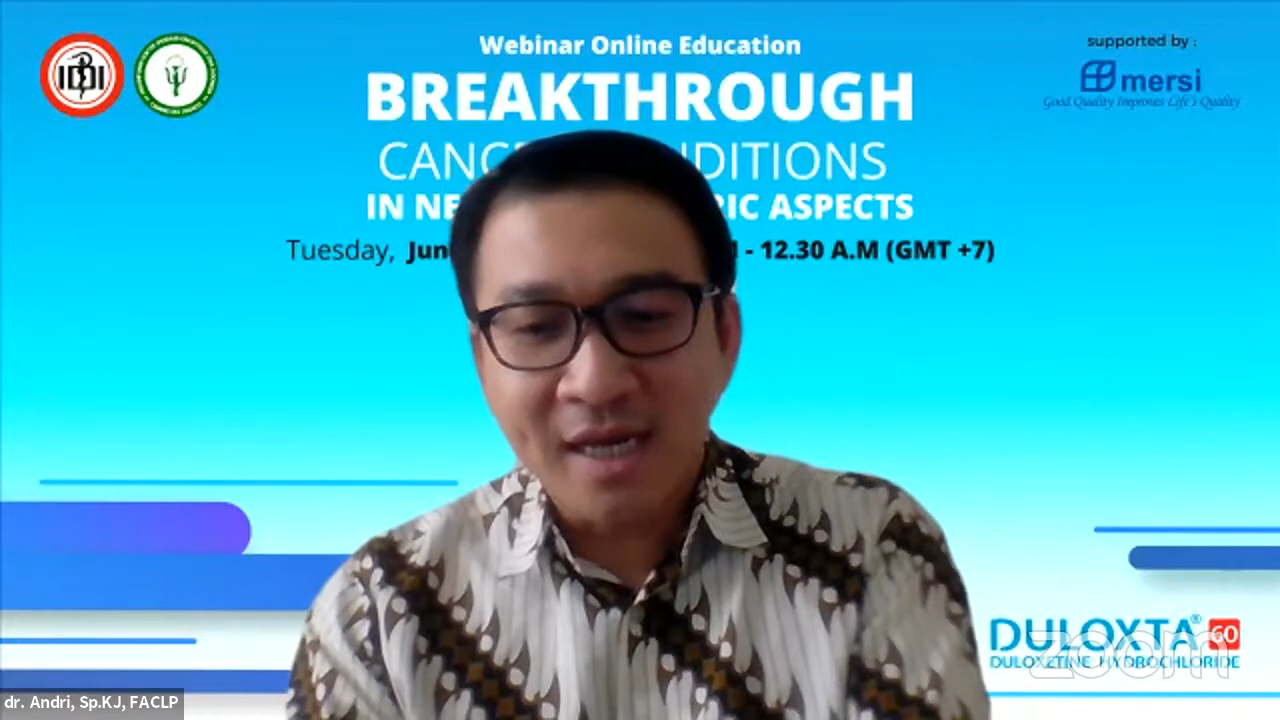 IDI
Webinar Online Education
BREAKTHROUGH
CANC DITIONS
IN NE RIC ASPECTS
Tuesday, Jun - 12.30 A.M (GMT +7)
supported by :
mersi
Good Quality Improves Life's Quality
DULOXTA® 60
DULOXETINE HYDROCHLORIDE
zoom
dr. Andri, Sp.KJ, FACLP